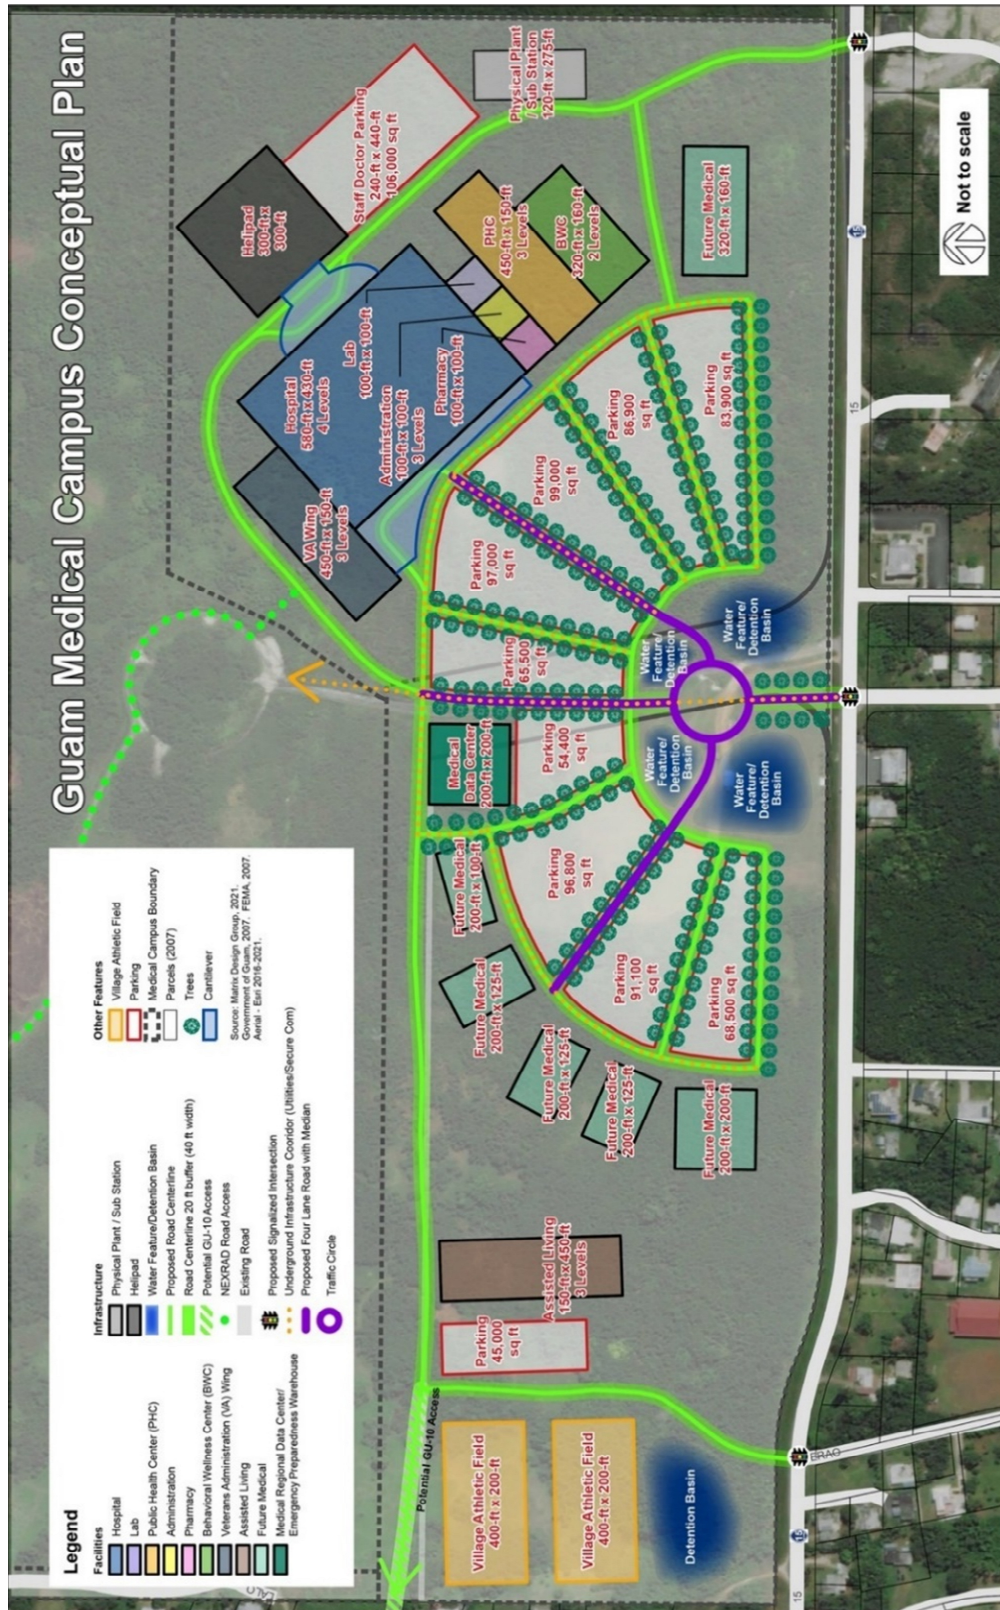 Guam Medical Campus Conceptual Plan
Legend
Facilities
Hospital
Lab
Public Health Center (PHC)
Administration
Pharmacy
Behavioral Wellness Center (BWC)
Veterans Administration (VA) Wing
Assisted Living
Future Medical
Medical Regional Data Center/
Emergency Preparedness Warehouse
Infrastructure
Physical Plant / Sub Station
Helipad
Water Feature/Detention Basin
Proposed Road Centerline
Road Centerline 20 ft buffer (40 ft width)
Potential GU-10 Access
NEXRAD Road Access
Existing Road
Proposed Signalized Intersection
Underground Infrastructure Cooridor (Utilities/Secure Com)
Proposed Four Lane Road with Median
Traffic Circle
Other Features
Village Athletic Field
Parking
Medical Campus Boundary
Parcels (2007)
Trees
Cantilever
Source: Matrix Design Group, 2021.
Government of Guam, 2007. FEMA, 2007.
Aerial - Esri 2016-2021.
Helipad
300-ft x
300-ft
Staff Doctor Parking
240-ft x 440-ft
106,000 sq ft
Physical Plant
/ Sub Station
120-ft x 275-ft
VA Wing
450-ft x 150-ft
3 Levels
Hospital
580-ft x 430-ft
4 Levels
Lab
100-ft x 100-ft
Administration
100-ft x 100-ft
3 Levels
Pharmacy
100-ft x 100-ft
PHC
450-ft x 150-ft
3 Levels
BWC
320-ft x 160-ft
2 Levels
Future Medical
320-ft x 160-ft
Potential GU-10 Access
Village Athletic Field
400-ft x 200-ft
Village Athletic Field
400-ft x 200-ft
Detention Basin
Parking
45,000
sq ft
Assisted Living
150-ft x 450-ft
3 Levels
Future Medical
200-ft x 100-ft
Future Medical
200-ft x 125-ft
Future Medical
200-ft x 125-ft
Future Medical
200-ft x 125-ft
Future Medical
200-ft x 200-ft
Medical
Data Center
200-ft x 200-ft
Parking
68,500 sq ft
Parking
91,100
sq ft
Parking
96,800
sq ft
Parking
54,400
sq ft
Parking
65,500
sq ft
Parking
97,000
sq ft
Parking
99,000
sq ft
Parking
86,900
sq ft
Parking
83,900 sq ft
Water
Feature/
Detention
Basin
Water
Feature/
Detention
Basin
Water
Feature/
Detention
Basin
Water
Feature/
Detention
Basin
15
15
15
15
Not to scale